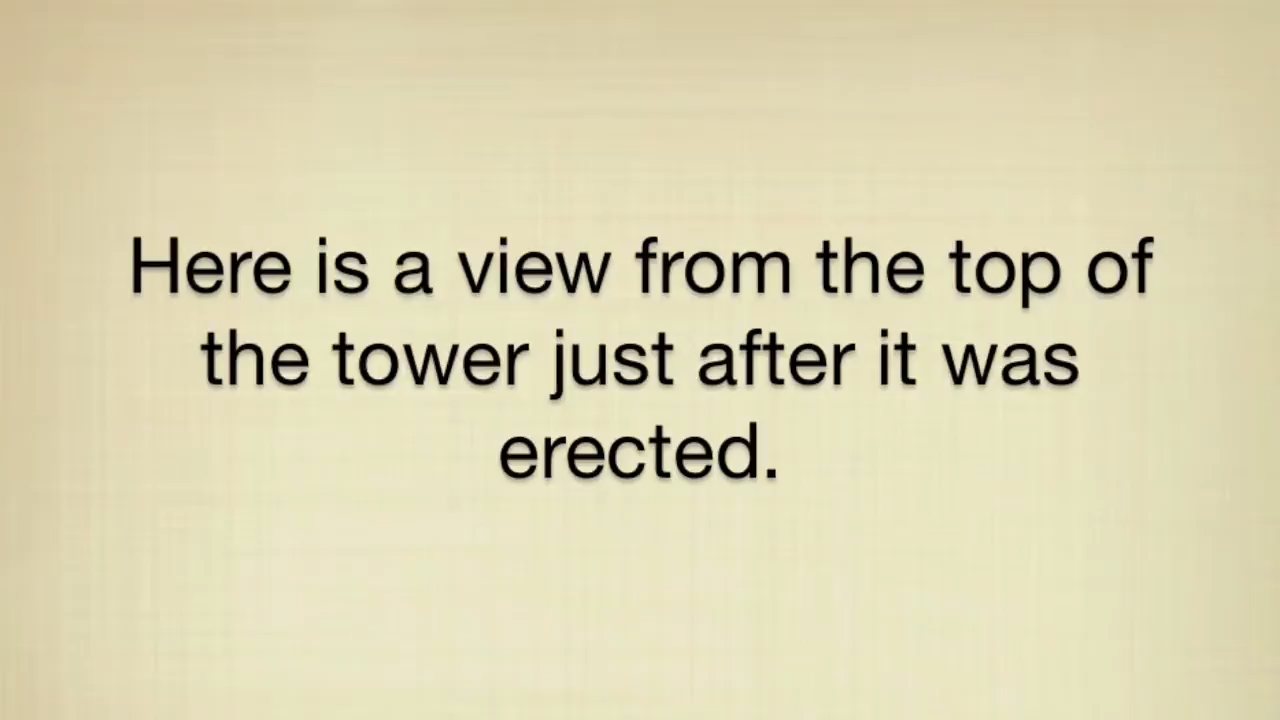 Here is a view from the top of
the tower just after it was
erected.